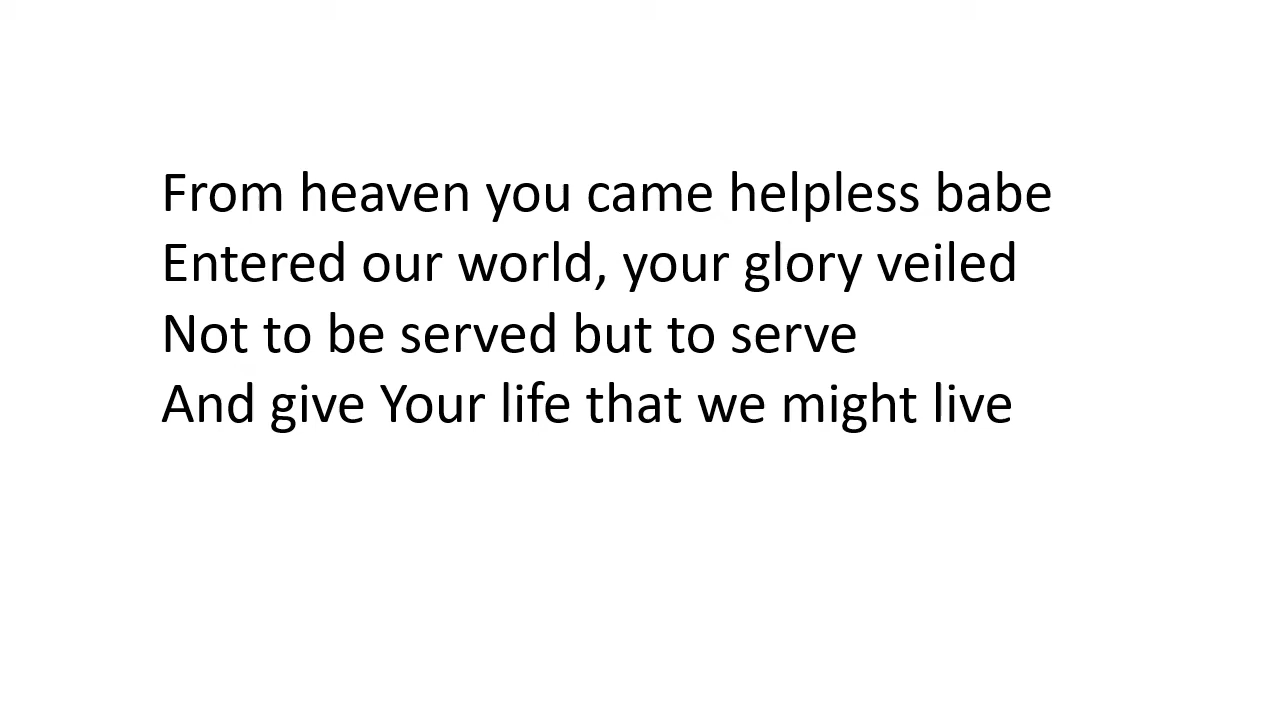 From heaven you came helpless babe
Entered our world, your glory veiled
Not to be served but to serve
And give Your life that we might live